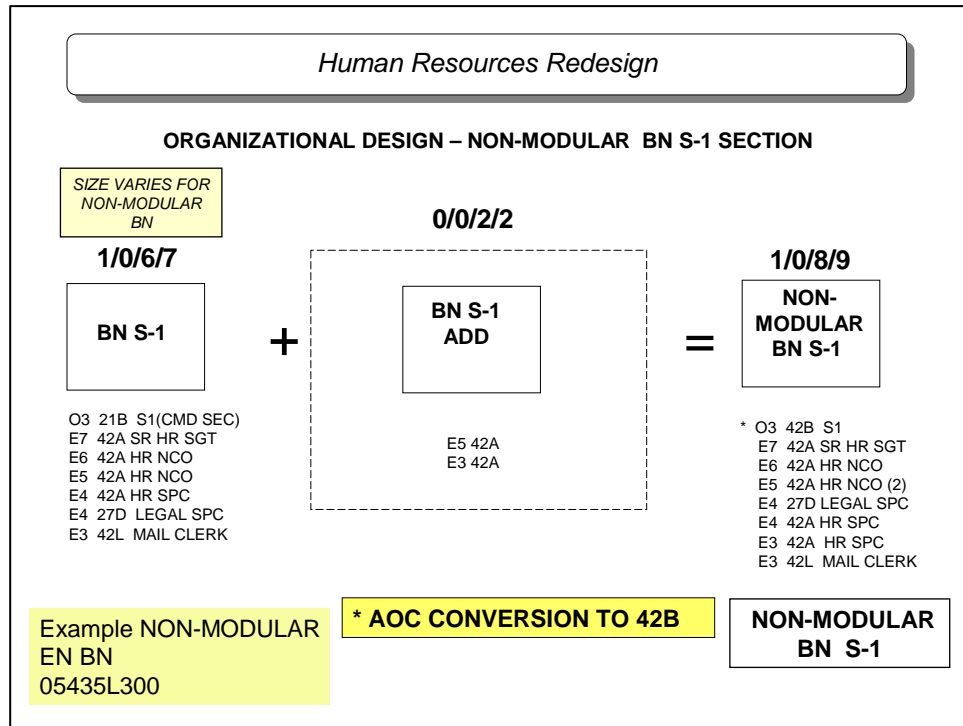 Human Resources Redesign
ORGANIZATIONAL DESIGN – NON-MODULAR BN S-1 SECTION
SIZE VARIES FOR
NON-MODULAR
BN
1/0/6/7
BN S-1
O3 21B S1(CMD SEC)
E7 42A SR HR SGT
E6 42A HR NCO
E5 42A HR NCO
E4 42A HR SPC
E4 27D LEGAL SPC
E3 42L MAIL CLERK
+
0/0/2/2
BN S-1
ADD
E5 42A
E3 42A
=
1/0/8/9
NON-
MODULAR
BN S-1
* O3 42B S1
E7 42A SR HR SGT
E6 42A HR NCO
E5 42A HR NCO (2)
E4 27D LEGAL SPC
E4 42A HR SPC
E3 42A HR SPC
E3 42L MAIL CLERK
Example NON-MODULAR
EN BN
05435L300
* AOC CONVERSION TO 42B
NON-MODULAR
BN S-1